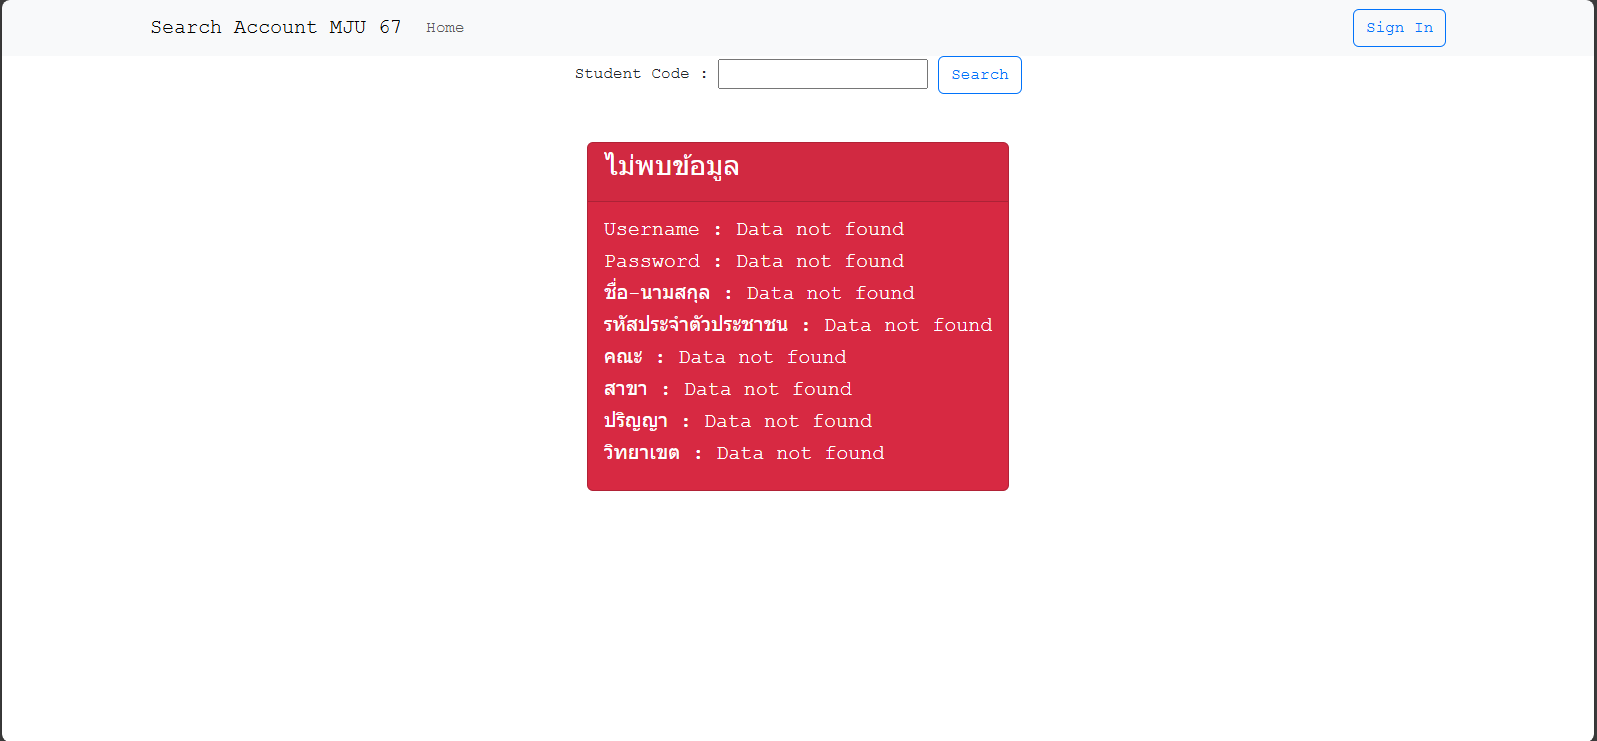 Search Account MJU 67 Home Sign In
Student Code : Search
ไม่พบข้อมูล
Username : Data not found
Password : Data not found
ชื่อ-นามสกุล : Data not found
รหัสประจำตัวประชาชน : Data not found
คณะ : Data not found
สาขา : Data not found
ปริญญา : Data not found
วิทยาเขต : Data not found